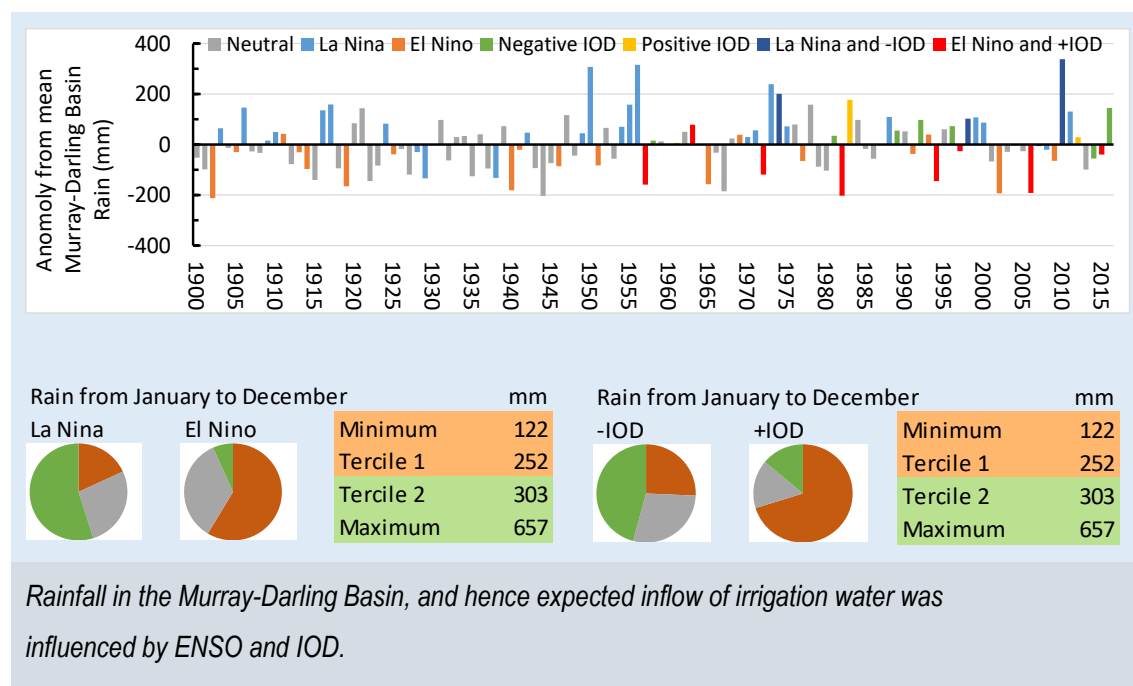 Neutral La Nina El Nino Negative IOD Positive IOD La Nina and -IOD El Nino and +IOD
Anomoly from mean
Murray-Darling Basin
Rain (mm)
400
200
0
-200
-400
1900 1905 1910 1915 1920 1925 1930 1935 1940 1945 1950 1955 1960 1965 1970 1975 1980 1985 1990 1995 2000 2005 2010 2015
Rain from January to December mm
La Nina El Nino
Minimum 122
Tercile 1 252
Tercile 2 303
Maximum 657
Rain from January to December mm
-IOD +IOD
Minimum 122
Tercile 1 252
Tercile 2 303
Maximum 657
Rainfall in the Murray-Darling Basin, and hence expected inflow of irrigation water was
influenced by ENSO and IOD.